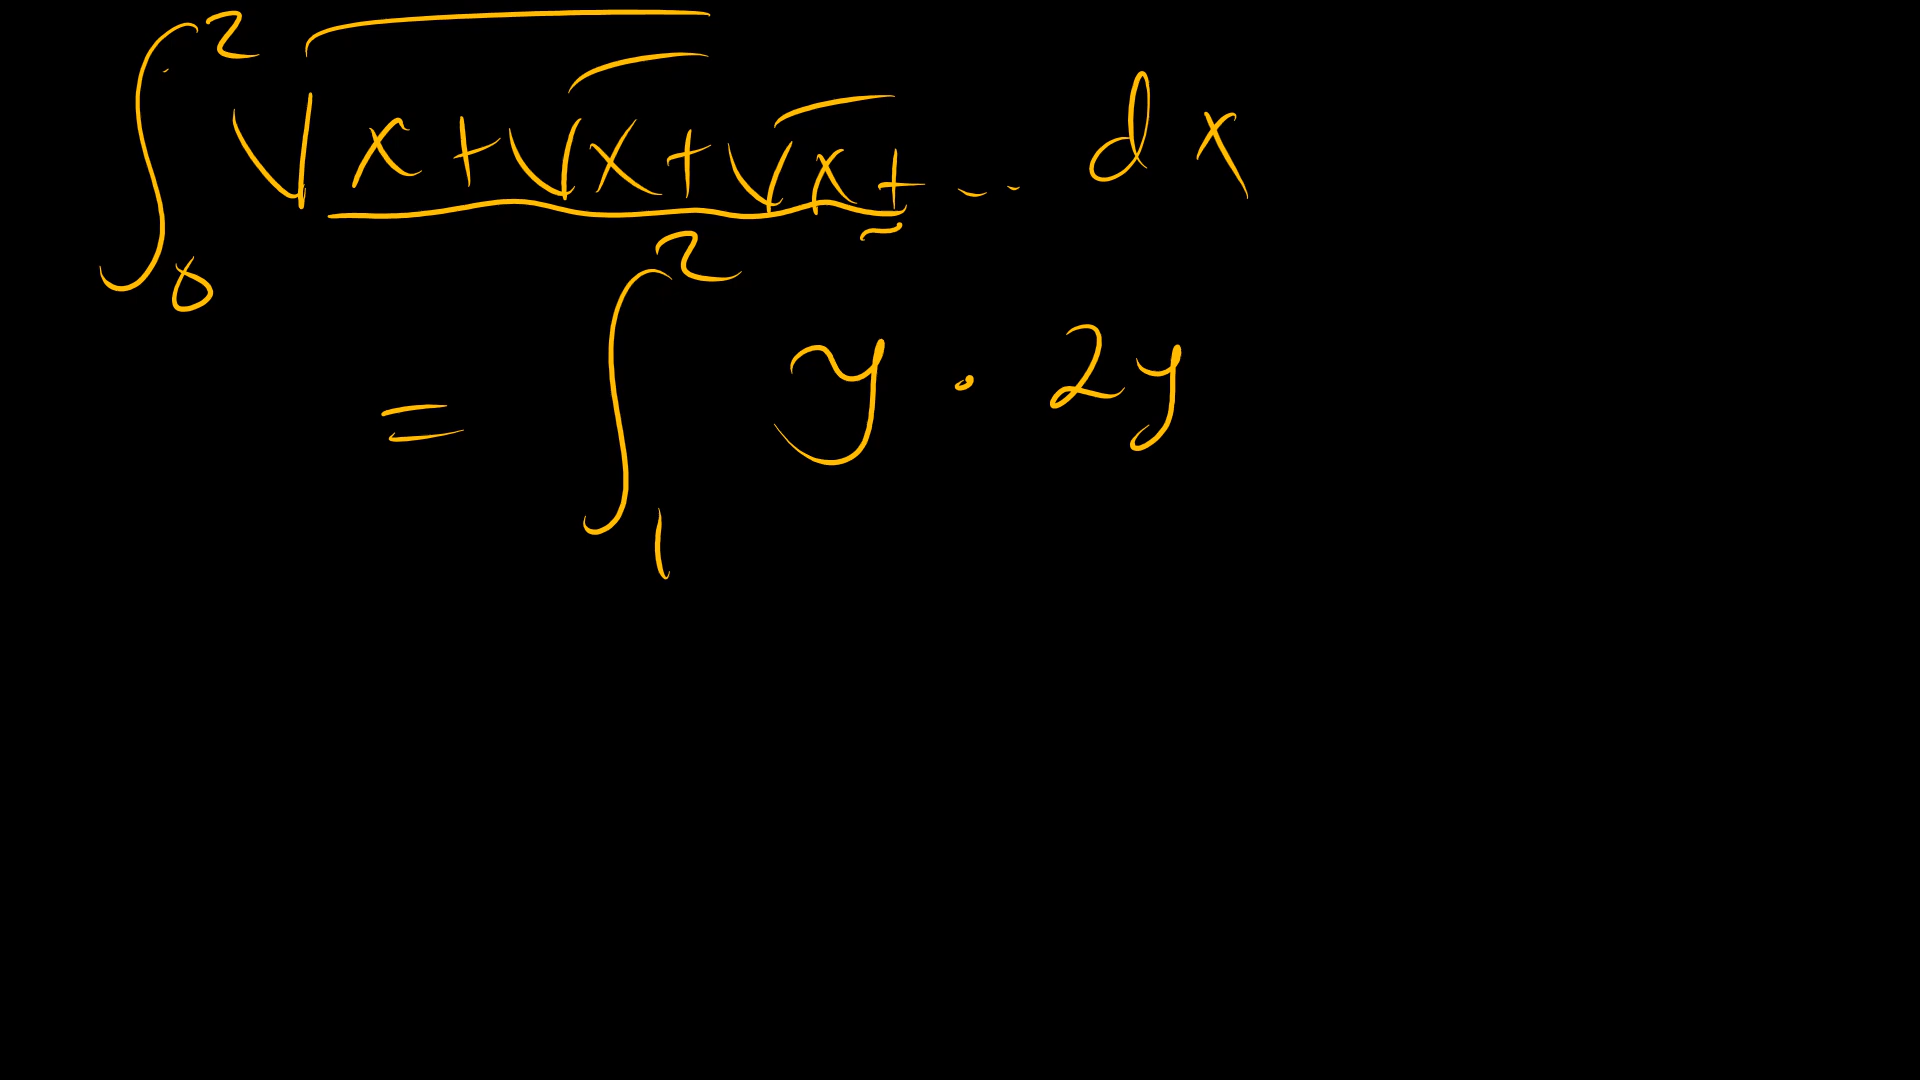 ∫₀² √(x+√(x+√(x+... dx
= ∫₁² y · 2y